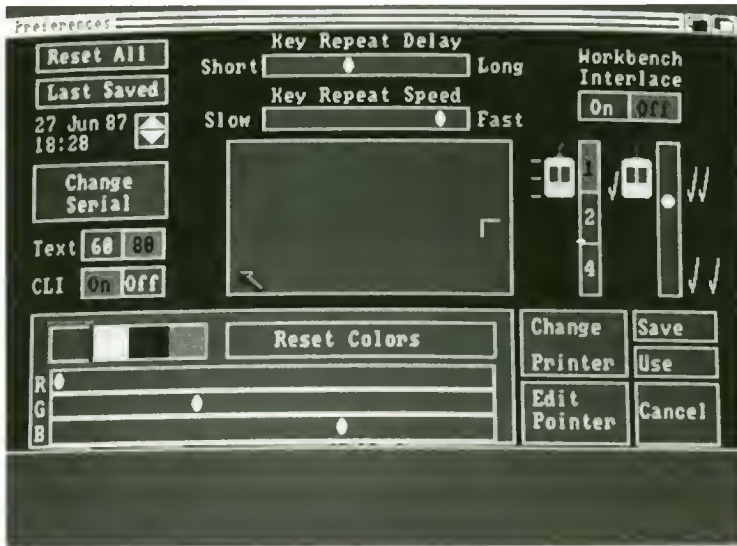 Preferences
Reset All
Last Saved
27 Jun 87
18:28
Change
Serial
Text 60 80
CLI On Off
Key Repeat Delay
Short Long
Key Repeat Speed
Slow Fast
Workbench
Interlace
On Off
1
2
4
Reset Colors
R
G
B
Change
Printer
Edit
Pointer
Save
Use
Cancel